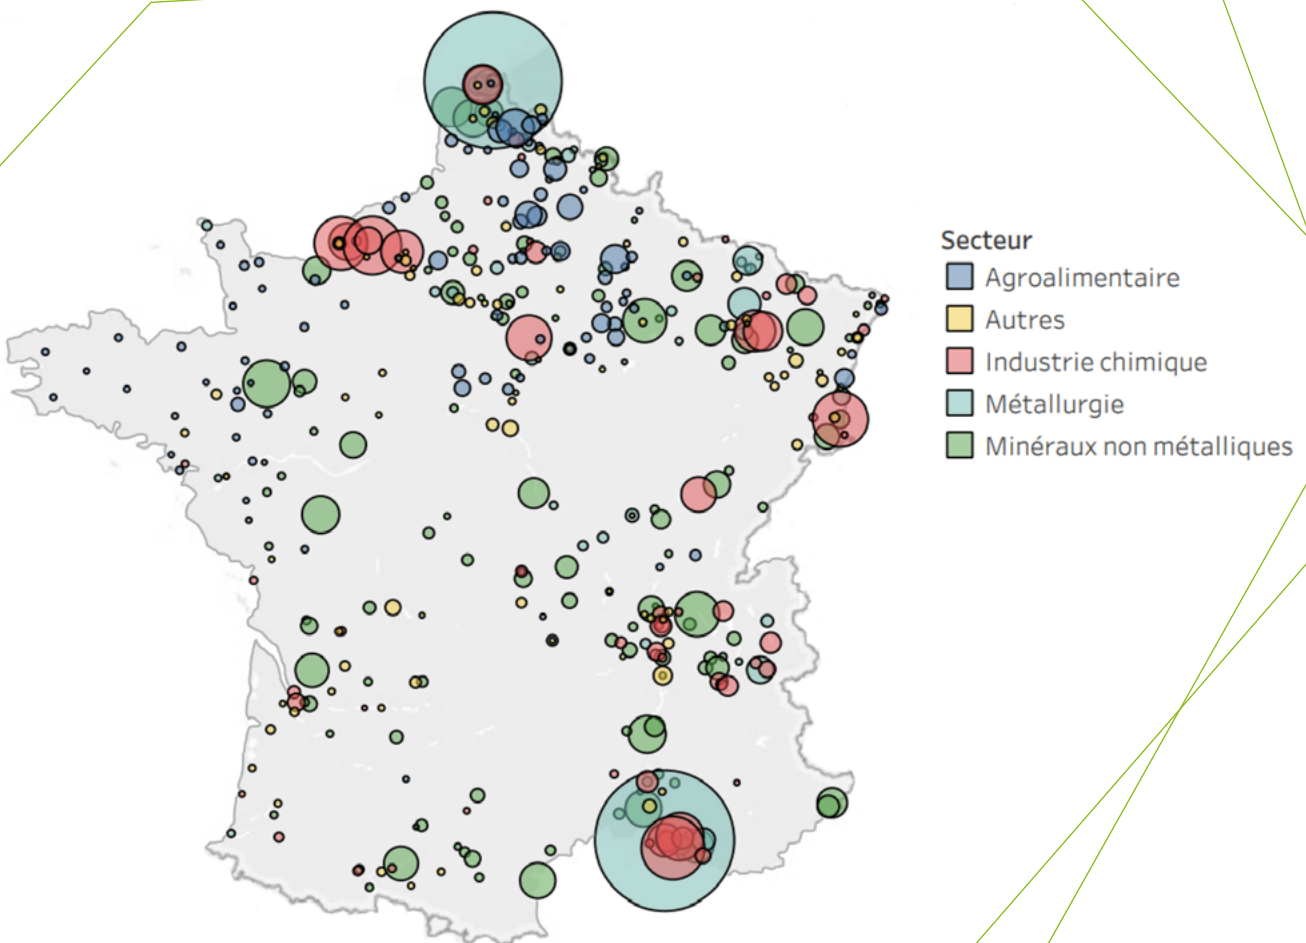 Secteur
Agroalimentaire
Autres
Industrie chimique
Métallurgie
Minéraux non métalliques